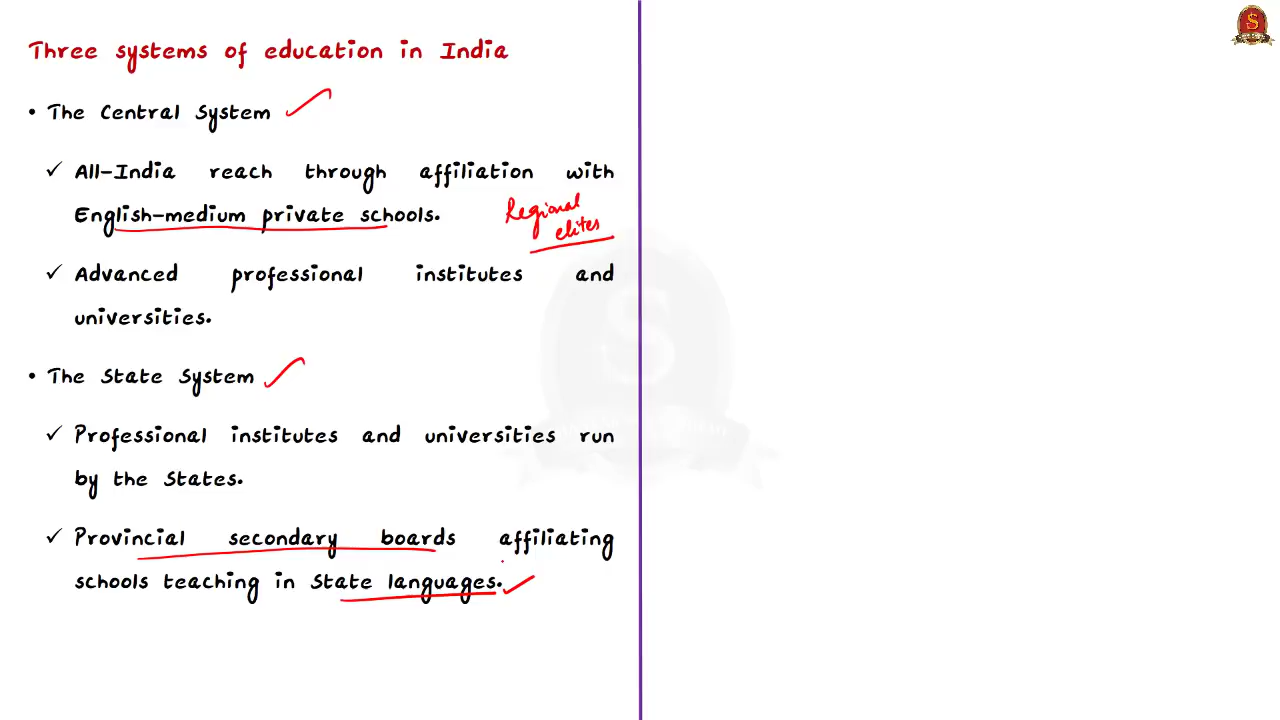 Three systems of education in India
• The Central System
✓ All-India reach through affiliation with
English-medium private schools.
Regional
elites
✓ Advanced professional institutes and
universities.
• The State System
✓ Professional institutes and universities run
by the States.
✓ Provincial secondary boards affiliating
schools teaching in State languages.
S